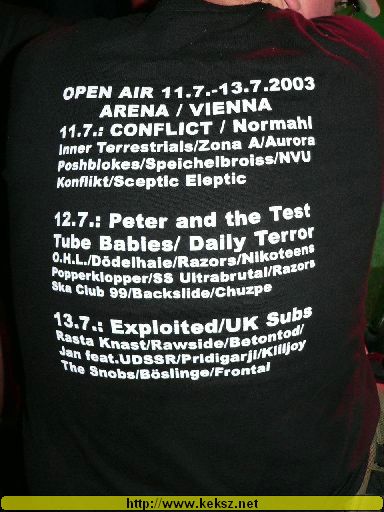 OPEN AIR 11.7.-13.7.2003
ARENA / VIENNA
11.7.: CONFLICT / Normahl
Inner Terrestrials/Zona A/Aurora
Poshblokes/Speichelbroiss/NVU
Konflikt/Sceptic Eleptic
12.7.: Peter and the Test
Tube Babies/ Daily Terror
O.H.L./Dödelhaie/Razors/Nikoteens
Popperklopper/SS Ultrabrutal/Razors
Ska Club 99/Backslide/Chuzpe
13.7.: Exploited/UK Subs
Rasta Knast/Rawside/Betontod/
Jan feat.UDSSR/Pridigarji/Killjoy
The Snobs/Böslinge/Frontal
http://www.keksz.net